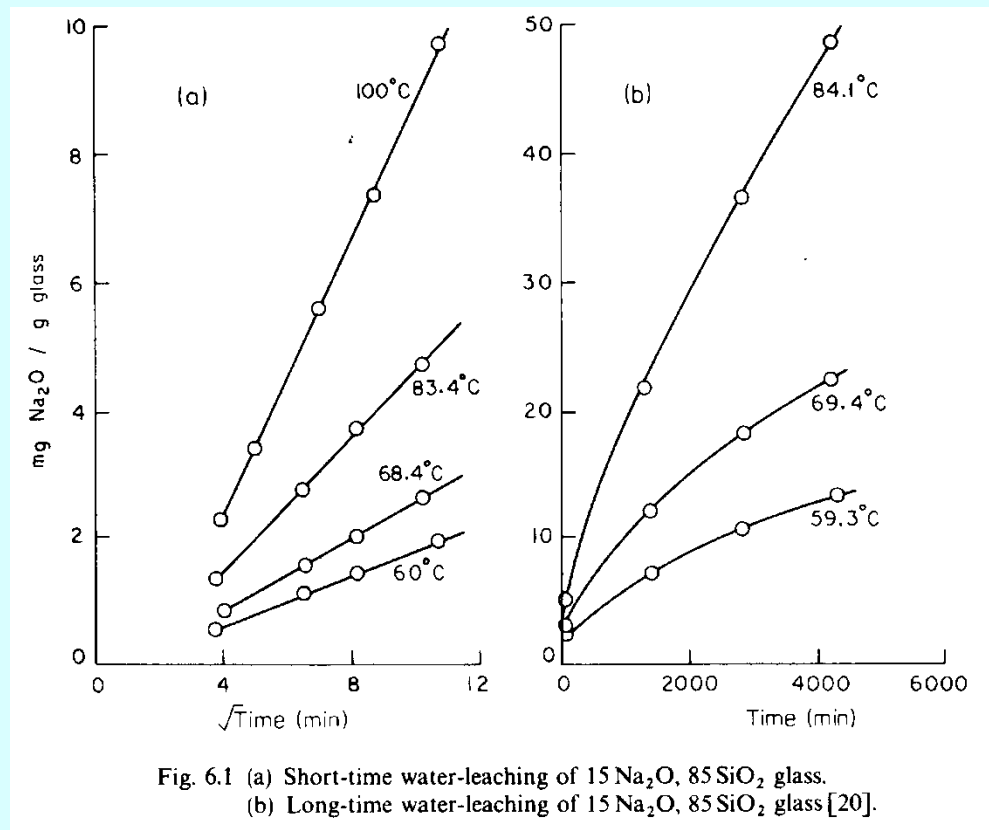 10
8
6
4
2
0
mg Na₂O / g glass
(a)
100°C
83.4°C
68.4°C
60°C
0 4 8 12
√Time (min)
50
40
30
20
10
0
(b)
84.1°C
69.4°C
59.3°C
0 2000 4000 6000
Time (min)
Fig. 6.1 (a) Short-time water-leaching of 15 Na₂O, 85 SiO₂ glass.
(b) Long-time water-leaching of 15 Na₂O, 85 SiO₂ glass [20].